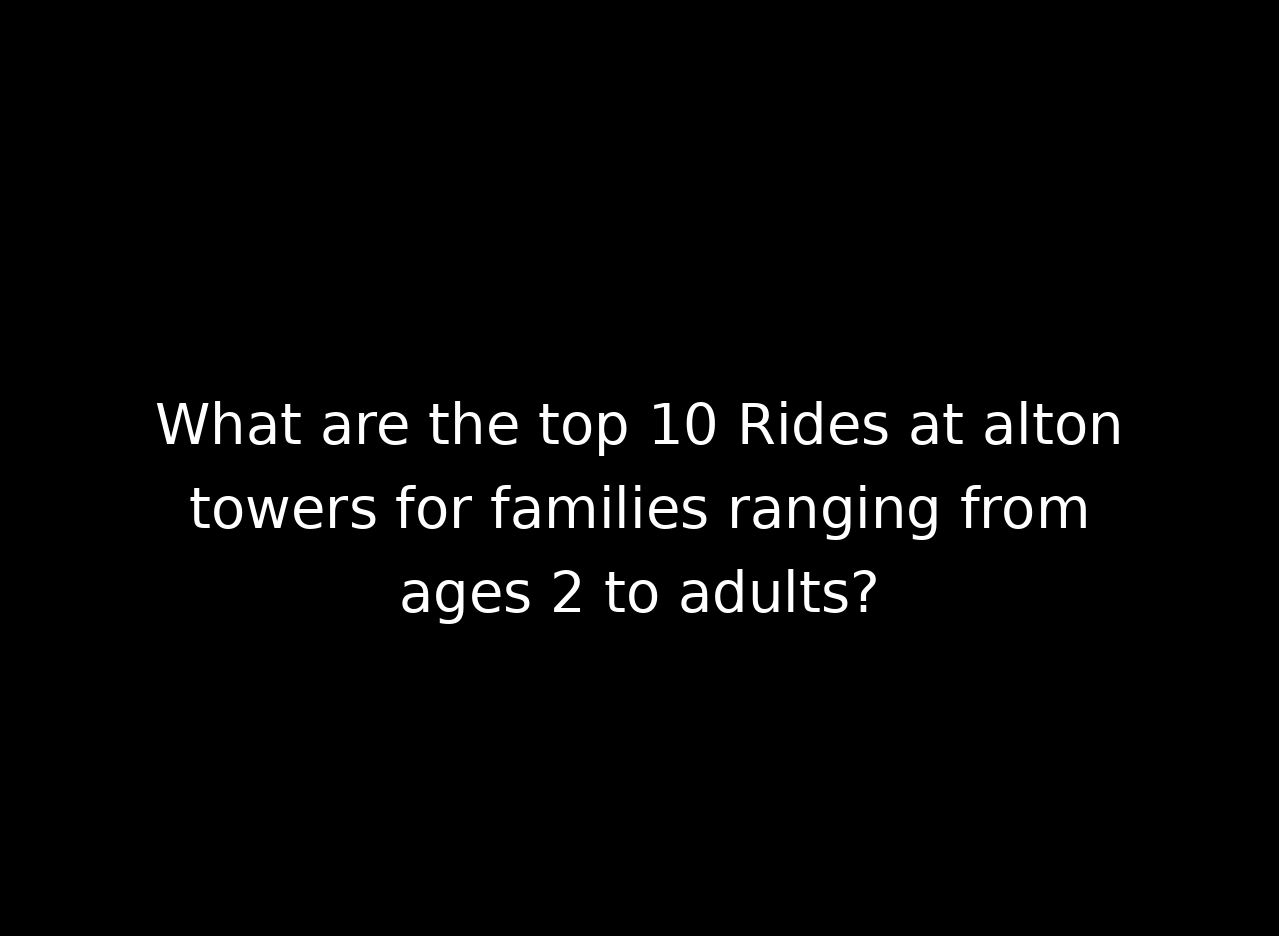 What are the top 10 Rides at alton
towers for families ranging from
ages 2 to adults?